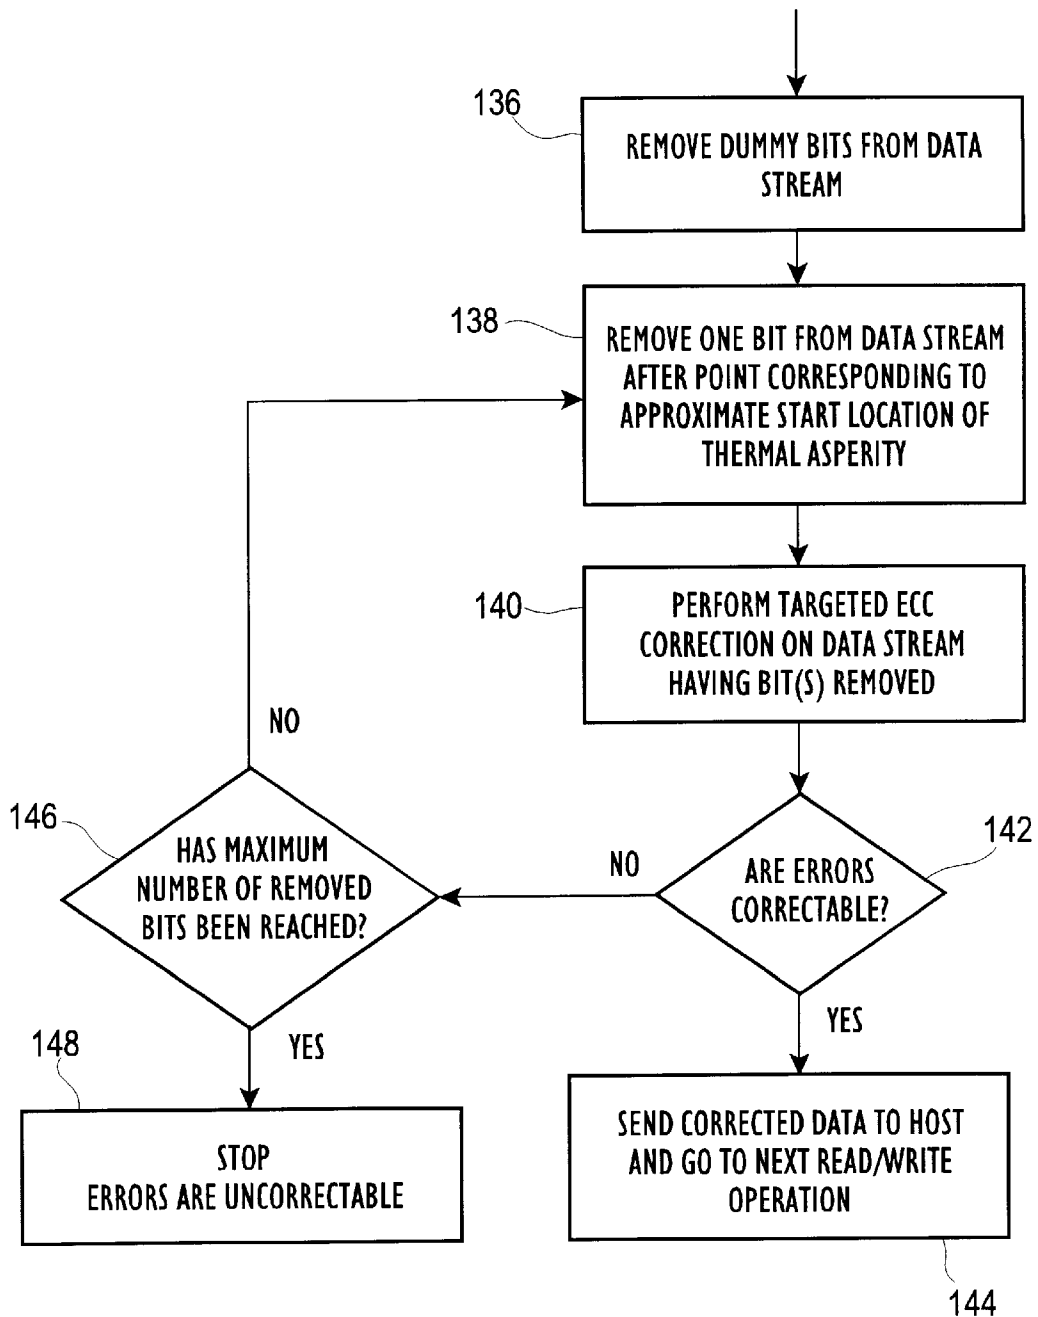 136
REMOVE DUMMY BITS FROM DATA
STREAM
138
REMOVE ONE BIT FROM DATA STREAM
AFTER POINT CORRESPONDING TO
APPROXIMATE START LOCATION OF
THERMAL ASPERITY
140
PERFORM TARGETED ECC
CORRECTION ON DATA STREAM
HAVING BIT(S) REMOVED
NO
146
HAS MAXIMUM
NUMBER OF REMOVED
BITS BEEN REACHED?
NO
142
ARE ERRORS
CORRECTABLE?
YES
148
STOP
ERRORS ARE UNCORRECTABLE
YES
SEND CORRECTED DATA TO HOST
AND GO TO NEXT READ/WRITE
OPERATION
144